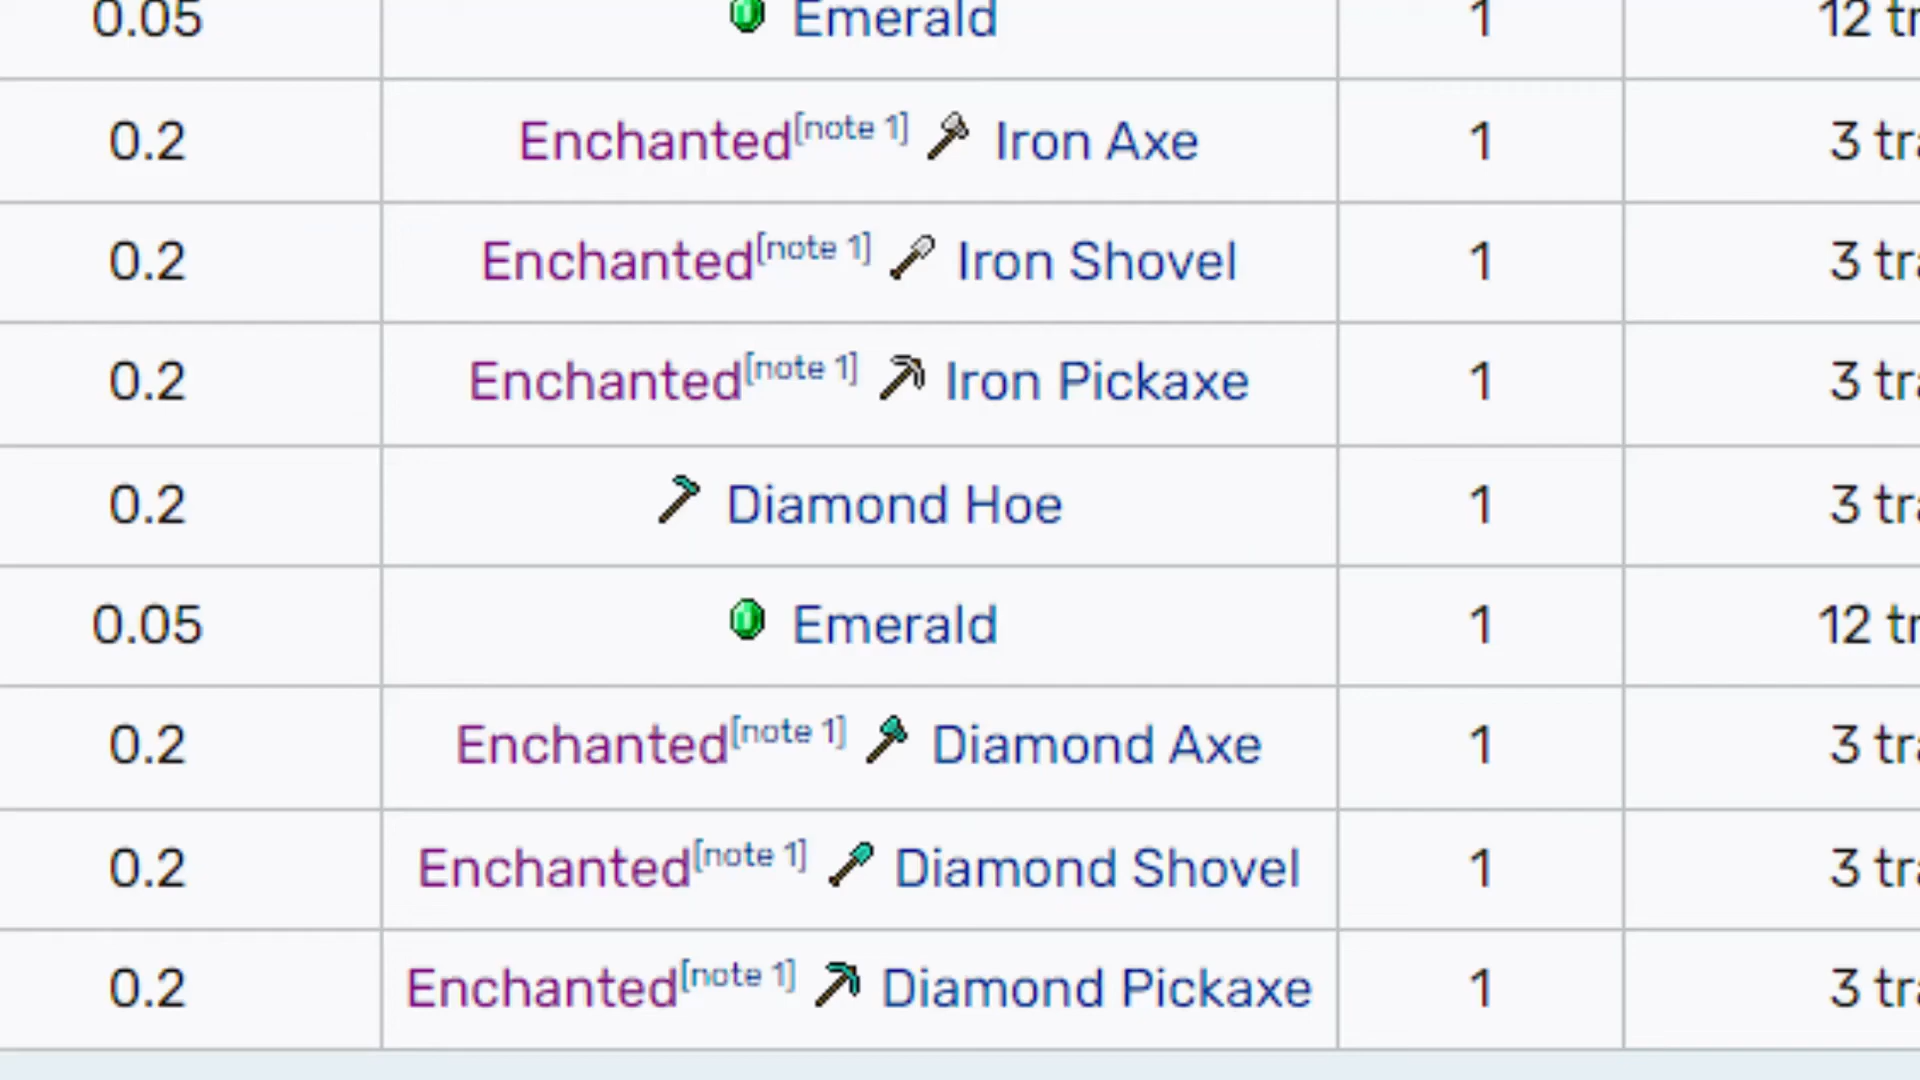 0.05 Emerald 1 12
0.2 Enchanted[note 1] Iron Axe 1 3
0.2 Enchanted[note 1] Iron Shovel 1 3
0.2 Enchanted[note 1] Iron Pickaxe 1 3
0.2 Diamond Hoe 1 3
0.05 Emerald 1 12
0.2 Enchanted[note 1] Diamond Axe 1 3
0.2 Enchanted[note 1] Diamond Shovel 1 3
0.2 Enchanted[note 1] Diamond Pickaxe 1 3